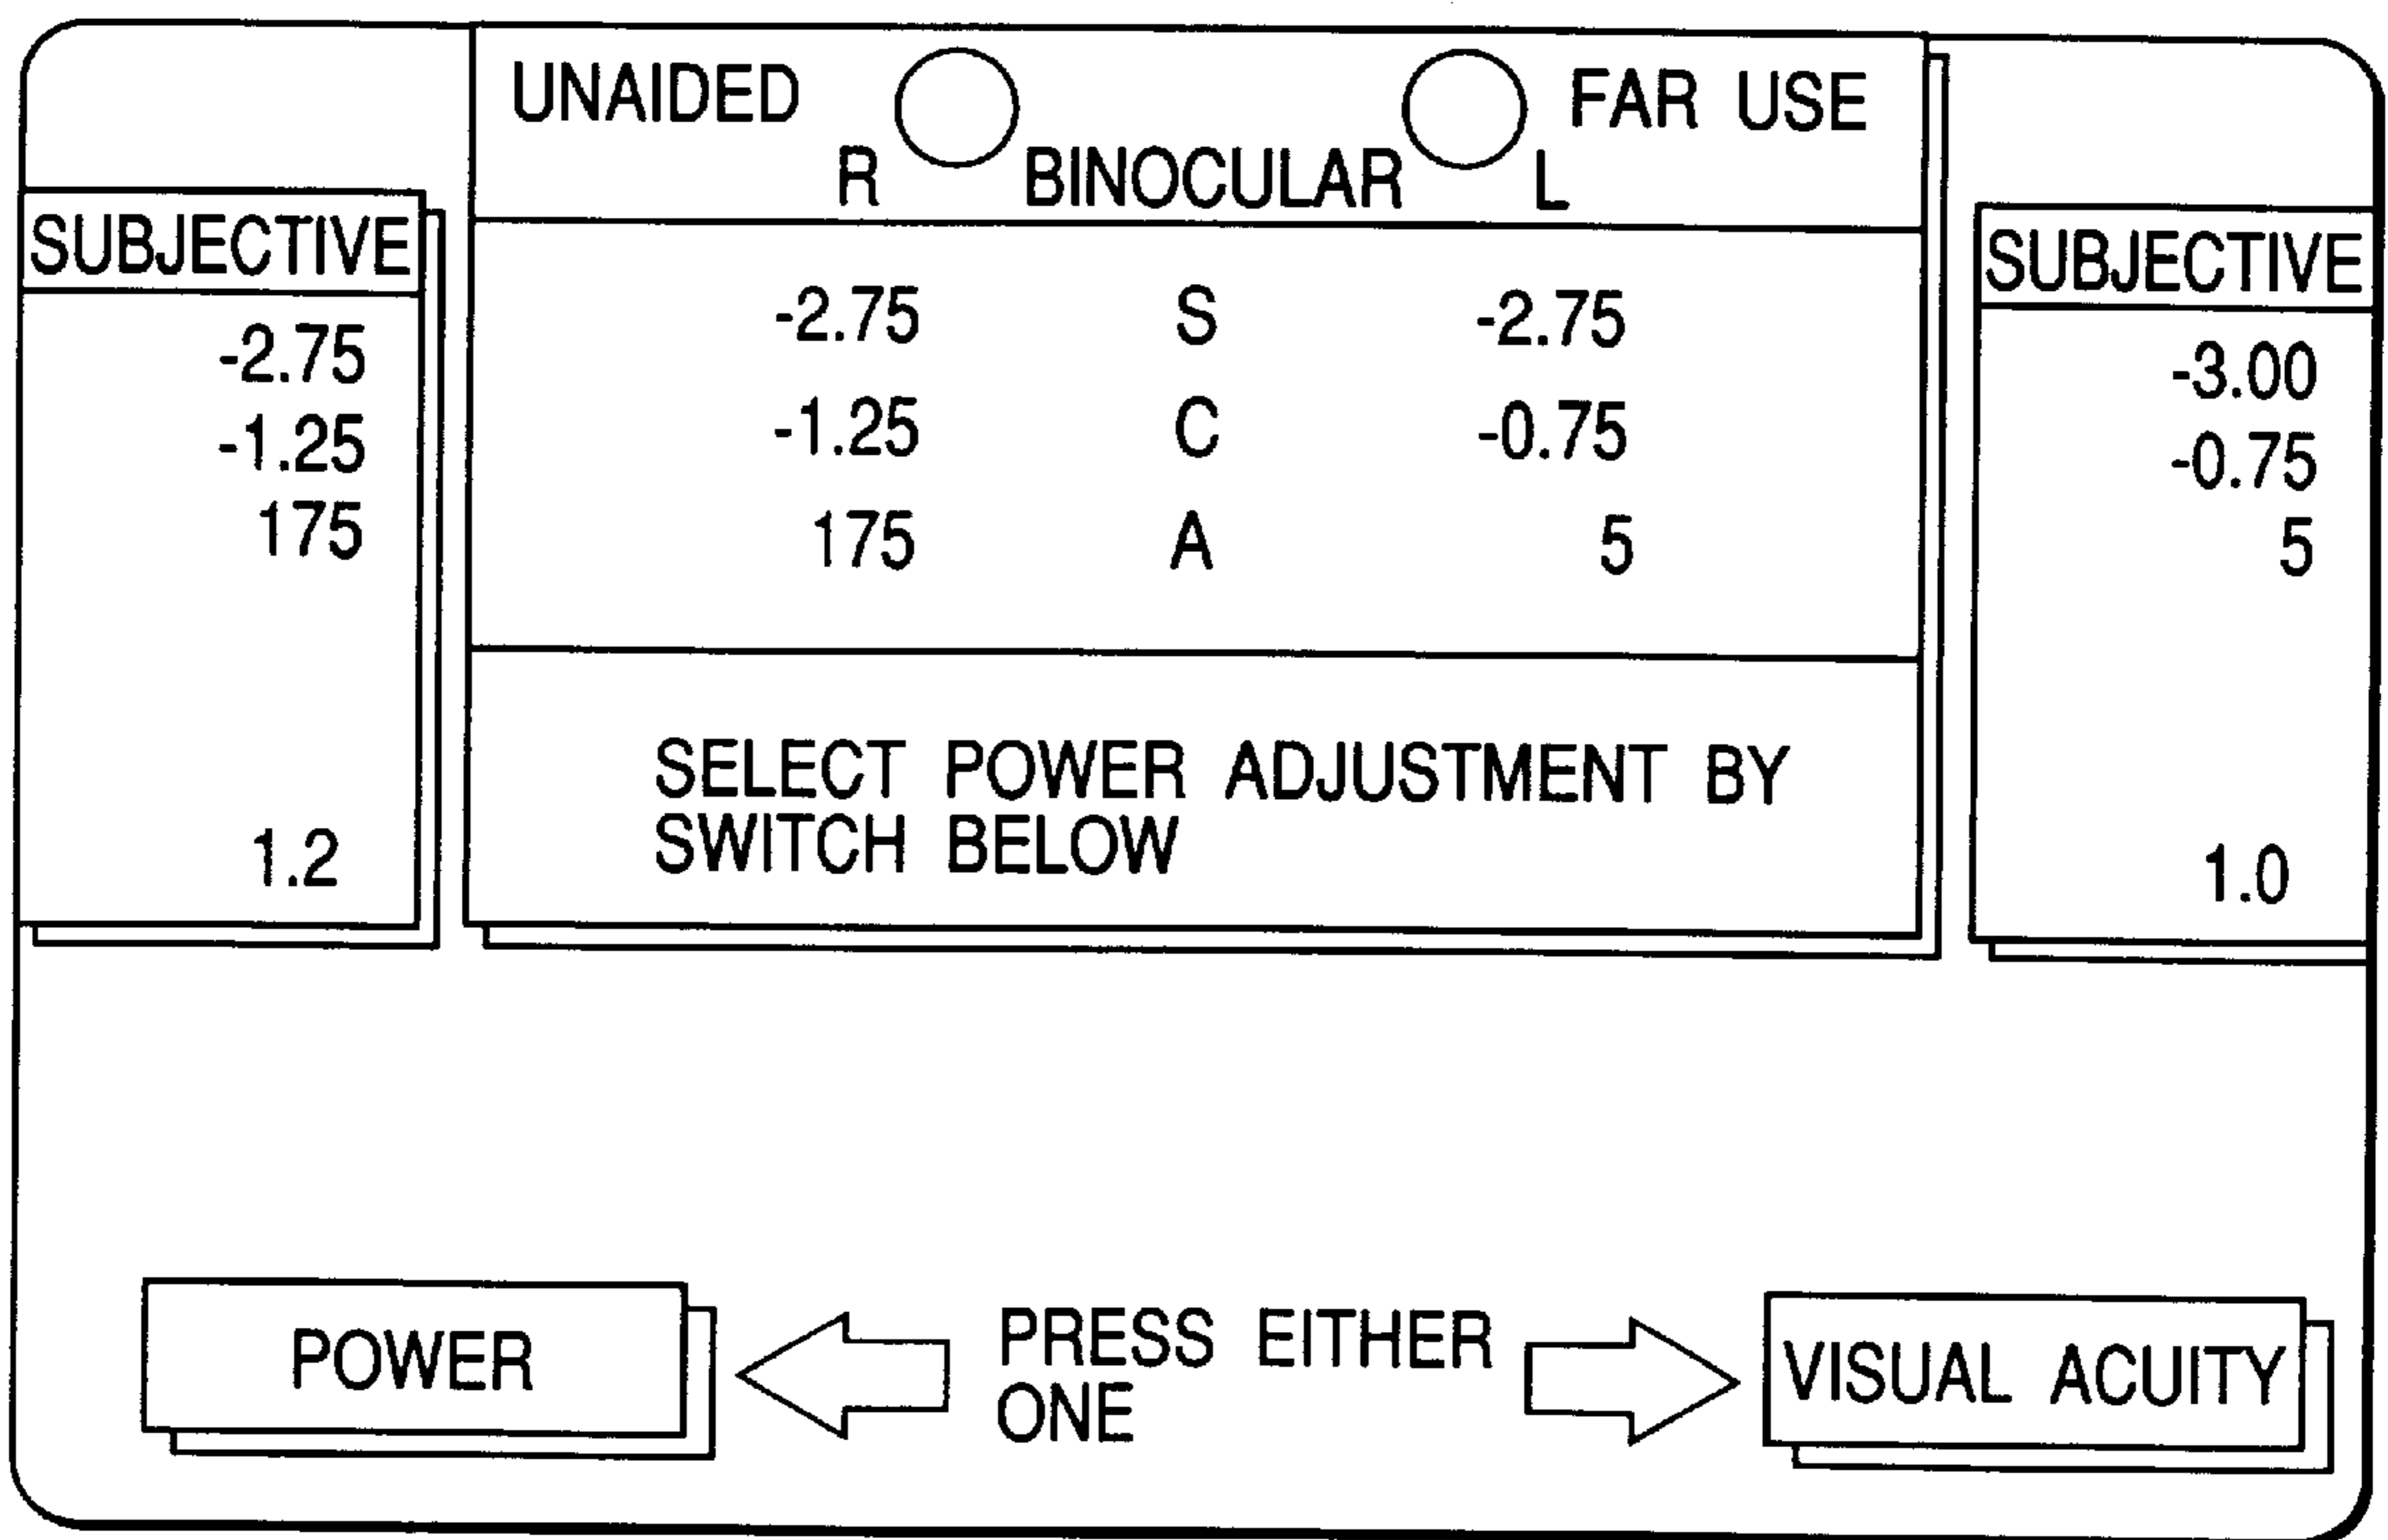 UNAIDED FAR USE
R BINOCULAR L
SUBJECTIVE
-2.75
-1.25
175
1.2
-2.75 S -2.75
-1.25 C -0.75
175 A 5
SELECT POWER ADJUSTMENT BY
SWITCH BELOW
SUBJECTIVE
-3.00
-0.75
5
1.0
POWER
PRESS EITHER
ONE
VISUAL ACUITY